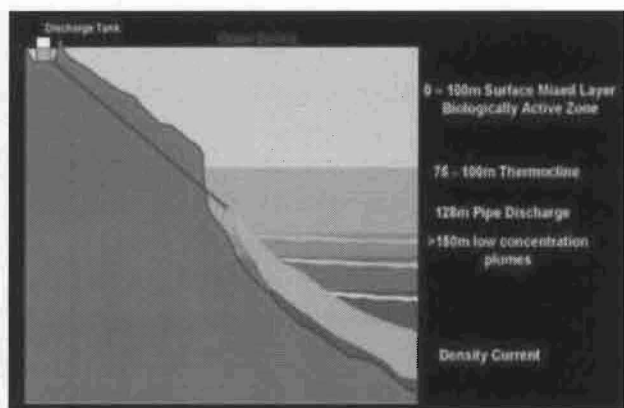 Discharge Tank
0 - 100m Surface Mixed Layer
Biologically Active Zone
75 - 100m Thermocline
128m Pipe Discharge
>150m low concentration
plumes
Density Current